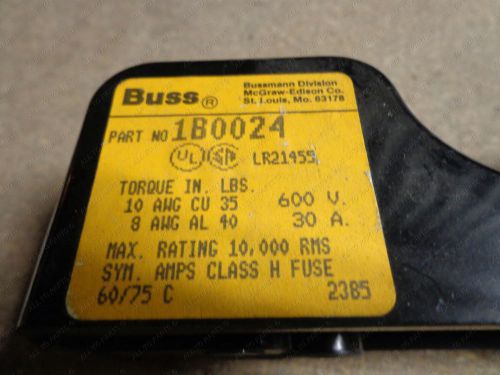 Buss®
Bussmann Division
McGraw-Edison Co.
St. Louis, Mo. 63178
PART NO 1B0024
UL SA LR21455
TORQUE IN. LBS.
10 AWG CU 35 600 V.
8 AWG AL 40 30 A.
MAX. RATING 10,000 RMS
SYM. AMPS CLASS H FUSE
60/75 C 2385